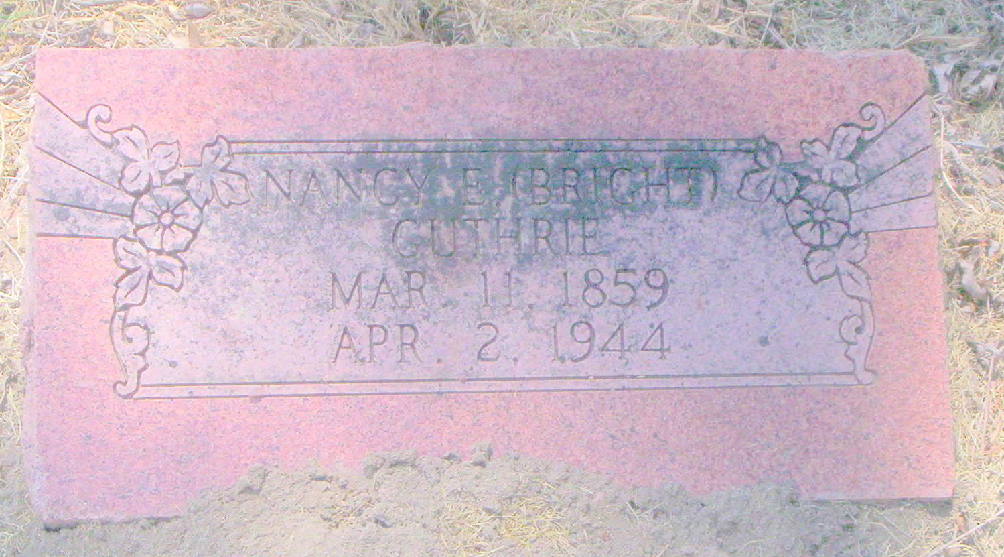 NANCY E. (BRIGHT)
GUTHRIE
MAR. 11, 1859
APR. 2, 1944